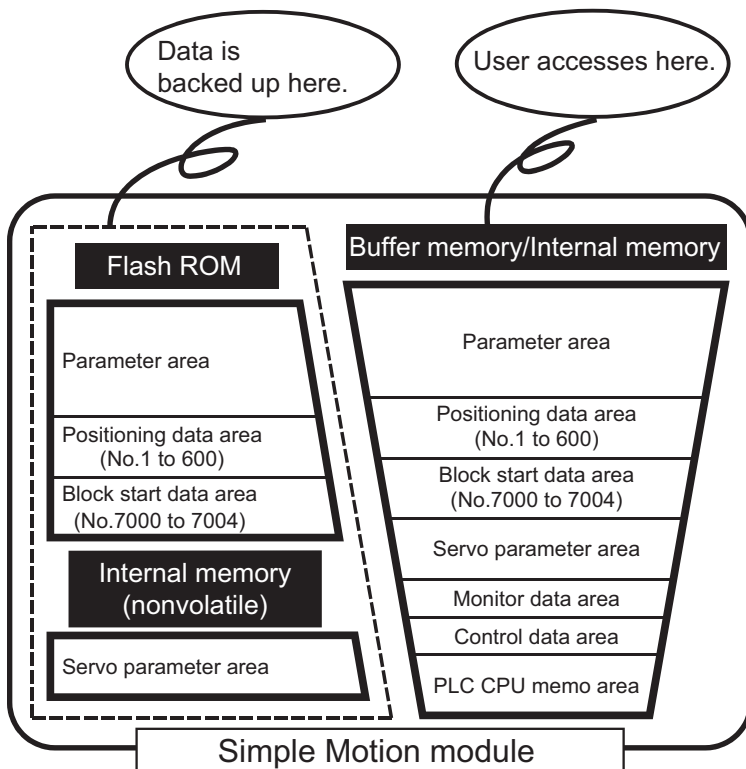 Data is
backed up here.
User accesses here.
Flash ROM
Parameter area
Positioning data area
(No.1 to 600)
Block start data area
(No.7000 to 7004)
Internal memory
(nonvolatile)
Servo parameter area
Buffer memory/Internal memory
Parameter area
Positioning data area
(No.1 to 600)
Block start data area
(No.7000 to 7004)
Servo parameter area
Monitor data area
Control data area
PLC CPU memo area
Simple Motion module